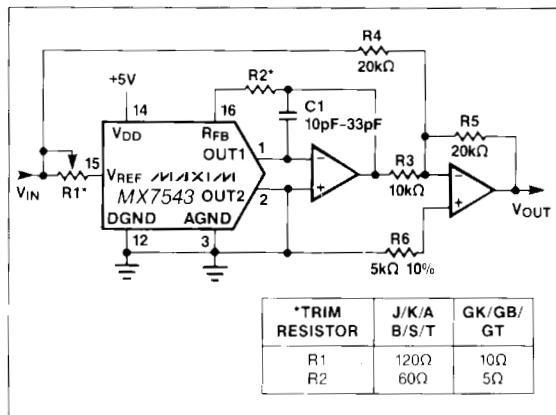 R4
20kΩ
+5V
R2*
C1
10pF-33pF
14
16
VDD
RFB
R5
20kΩ
OUT1
1
15
VREF
MAXIM
R3
10kΩ
VIN
R1*
MX7543
OUT2
2
VOUT
DGND
AGND
12
3
R6
5kΩ 10%
*TRIM RESISTOR
J/K/A B/S/T
GK/GB/ GT
R1
120Ω
10Ω
R2
60Ω
5Ω